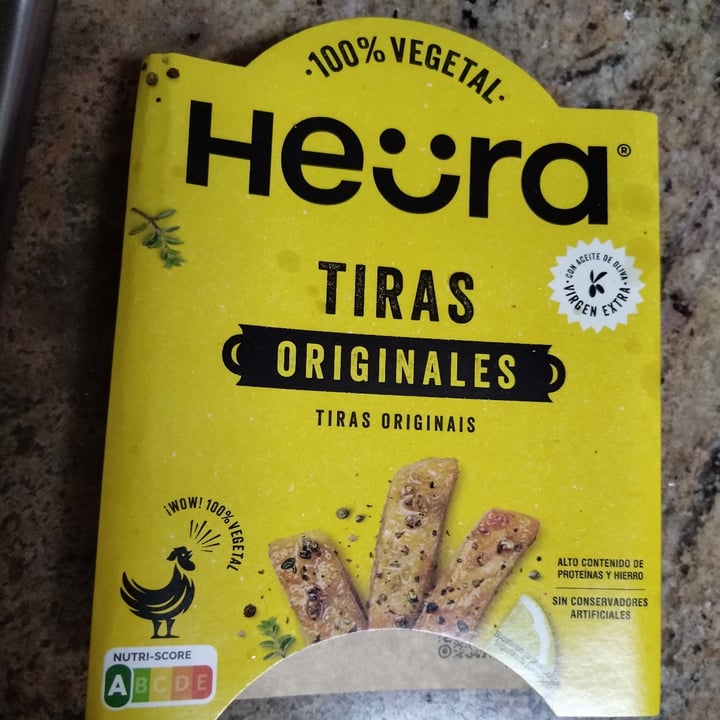 ·100% VEGETAL·
Heüra®
CON ACEITE DE OLIVA
VIRGEN EXTRA
TIRAS
ORIGINALES
TIRAS ORIGINAIS
¡WOW! 100% VEGETAL
ALTO CONTENIDO DE
PROTEÍNAS Y HIERRO
SIN CONSERVADORES
ARTIFICIALES
NUTRI-SCORE
A B C D E